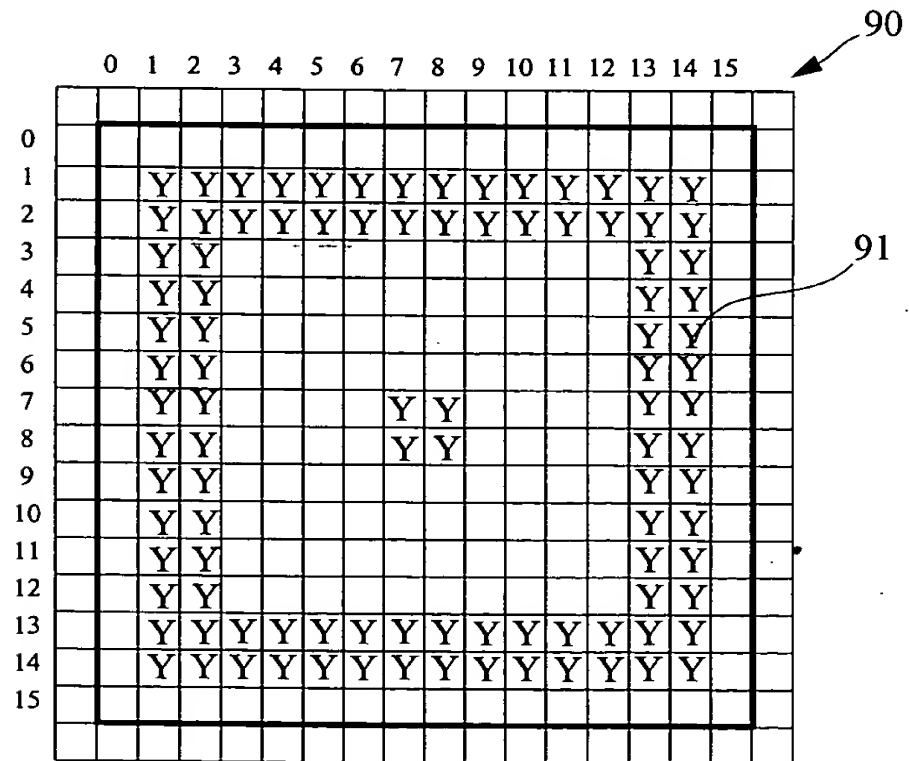 90
0 1 2 3 4 5 6 7 8 9 10 11 12 13 14 15
0
1 Y Y Y Y Y Y Y Y Y Y Y Y Y Y
2 Y Y Y Y Y Y Y Y Y Y Y Y Y Y
3 Y Y Y Y
91
4 Y Y Y Y
5 Y Y Y Y
6 Y Y Y Y
7 Y Y Y Y Y Y
8 Y Y Y Y Y Y
9 Y Y Y Y
10 Y Y Y Y
11 Y Y Y Y
12 Y Y Y Y
13 Y Y Y Y Y Y Y Y Y Y Y Y Y Y
14 Y Y Y Y Y Y Y Y Y Y Y Y Y Y
15